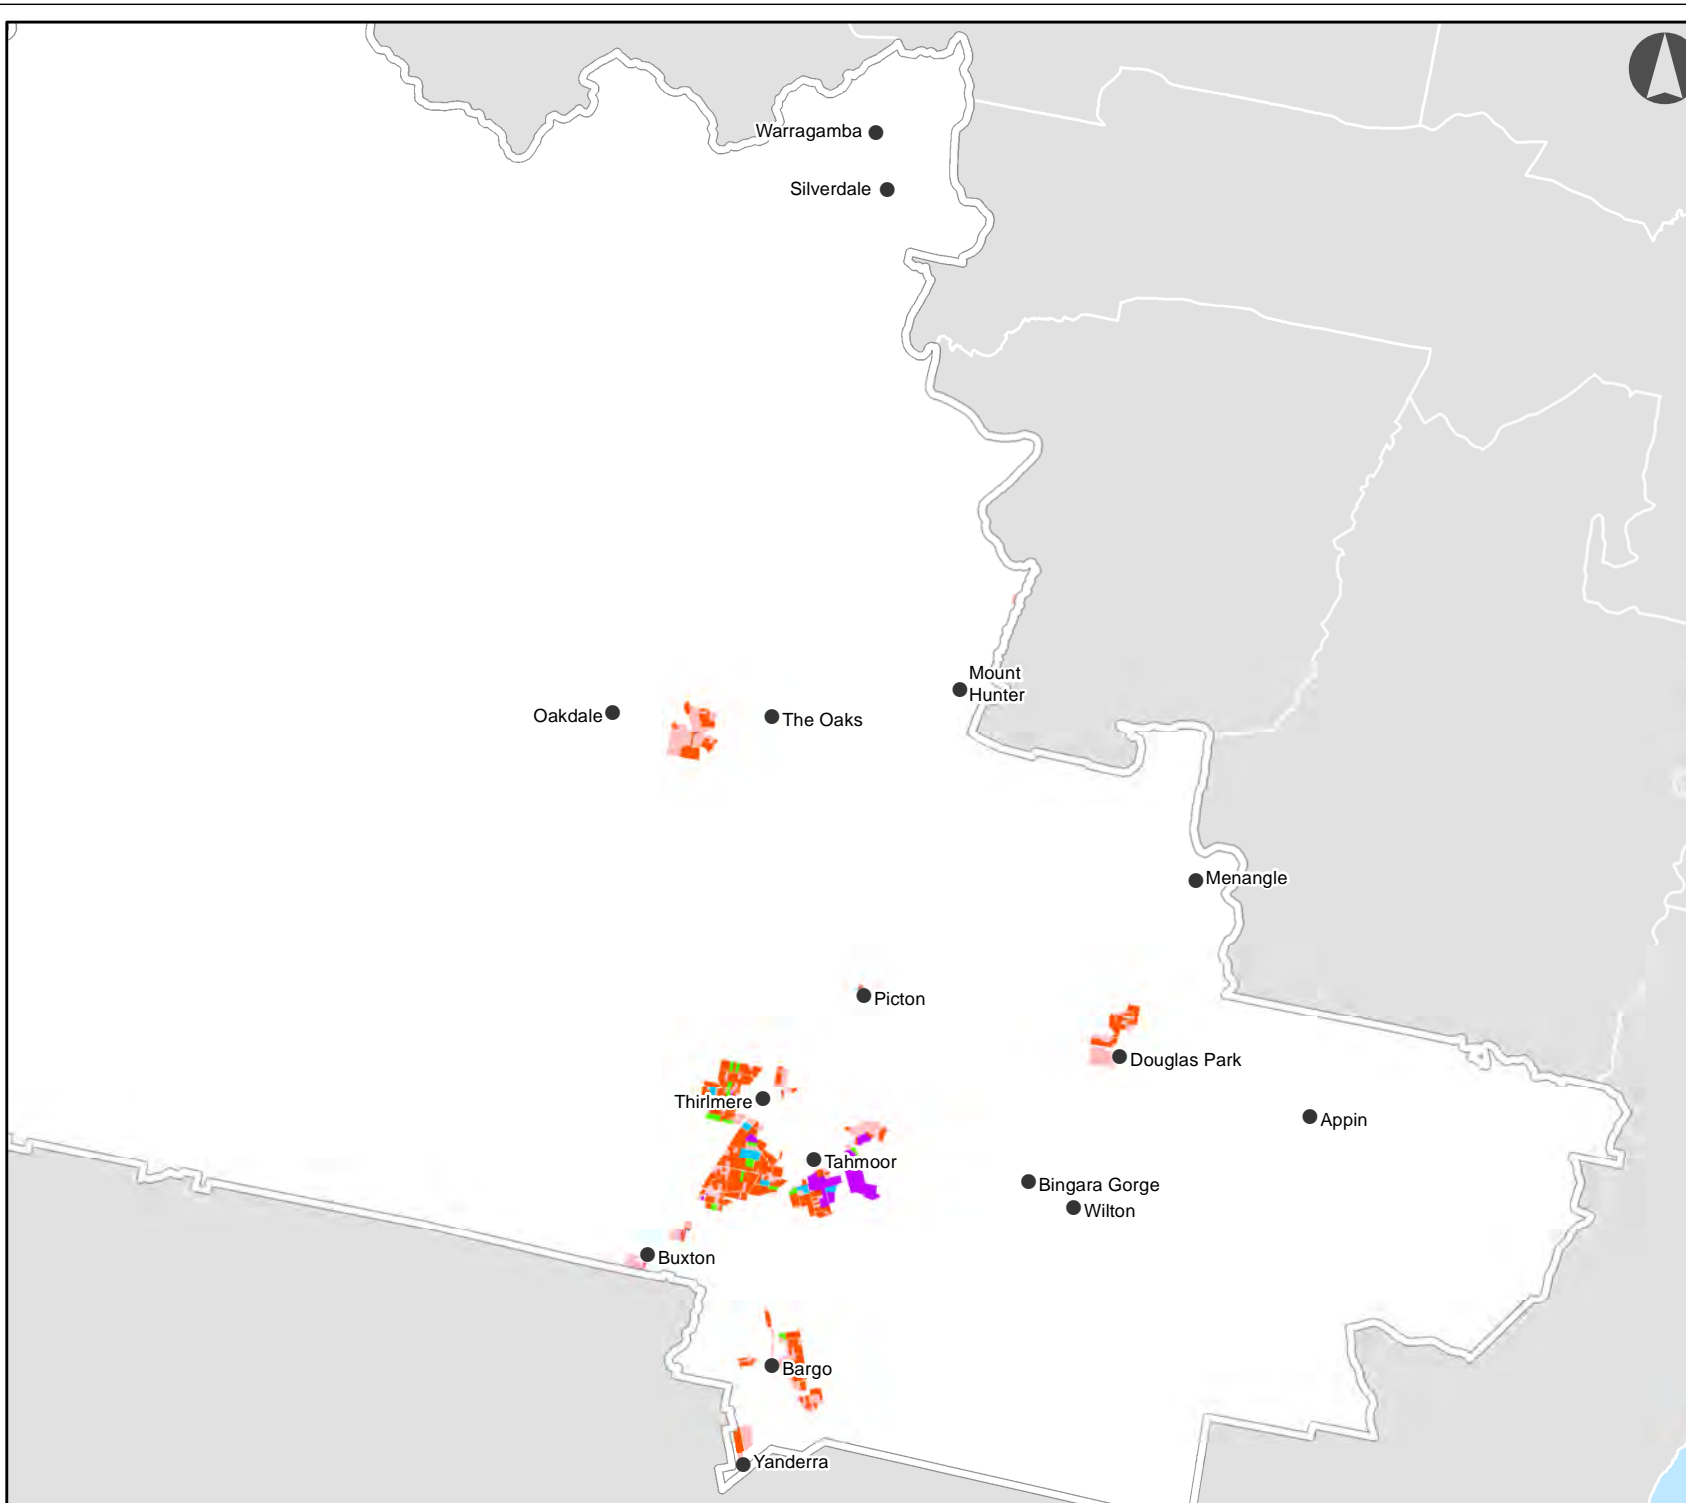 Warragamba
Silverdale
Mount
Hunter
Oakdale
The Oaks
Menangle
Picton
Douglas Park
Thirlmere
Appin
Tahmoor
Bingara Gorge
Wilton
Buxton
Bargo
Yanderra